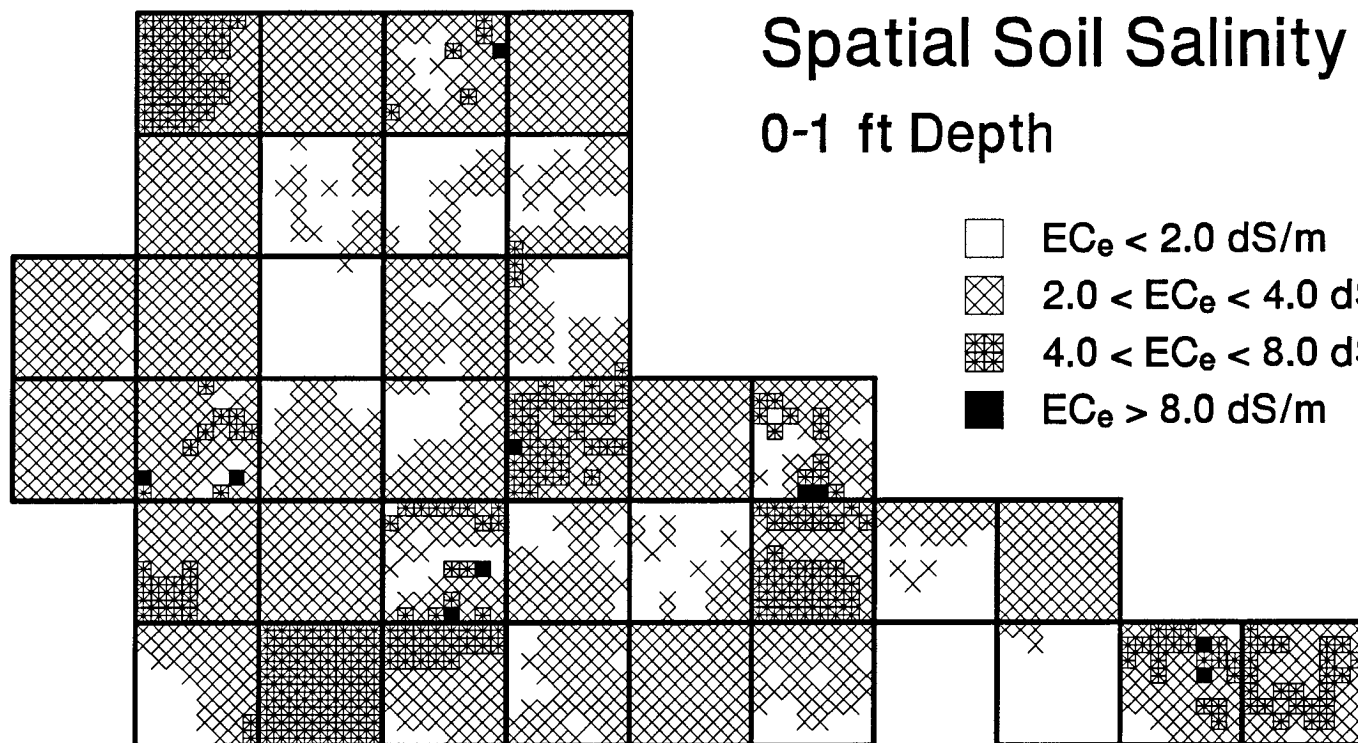 Spatial Soil Salinity
0-1 ft Depth
ECe < 2.0 dS/m
2.0 < ECe < 4.0 d
4.0 < ECe < 8.0 d
ECe > 8.0 dS/m